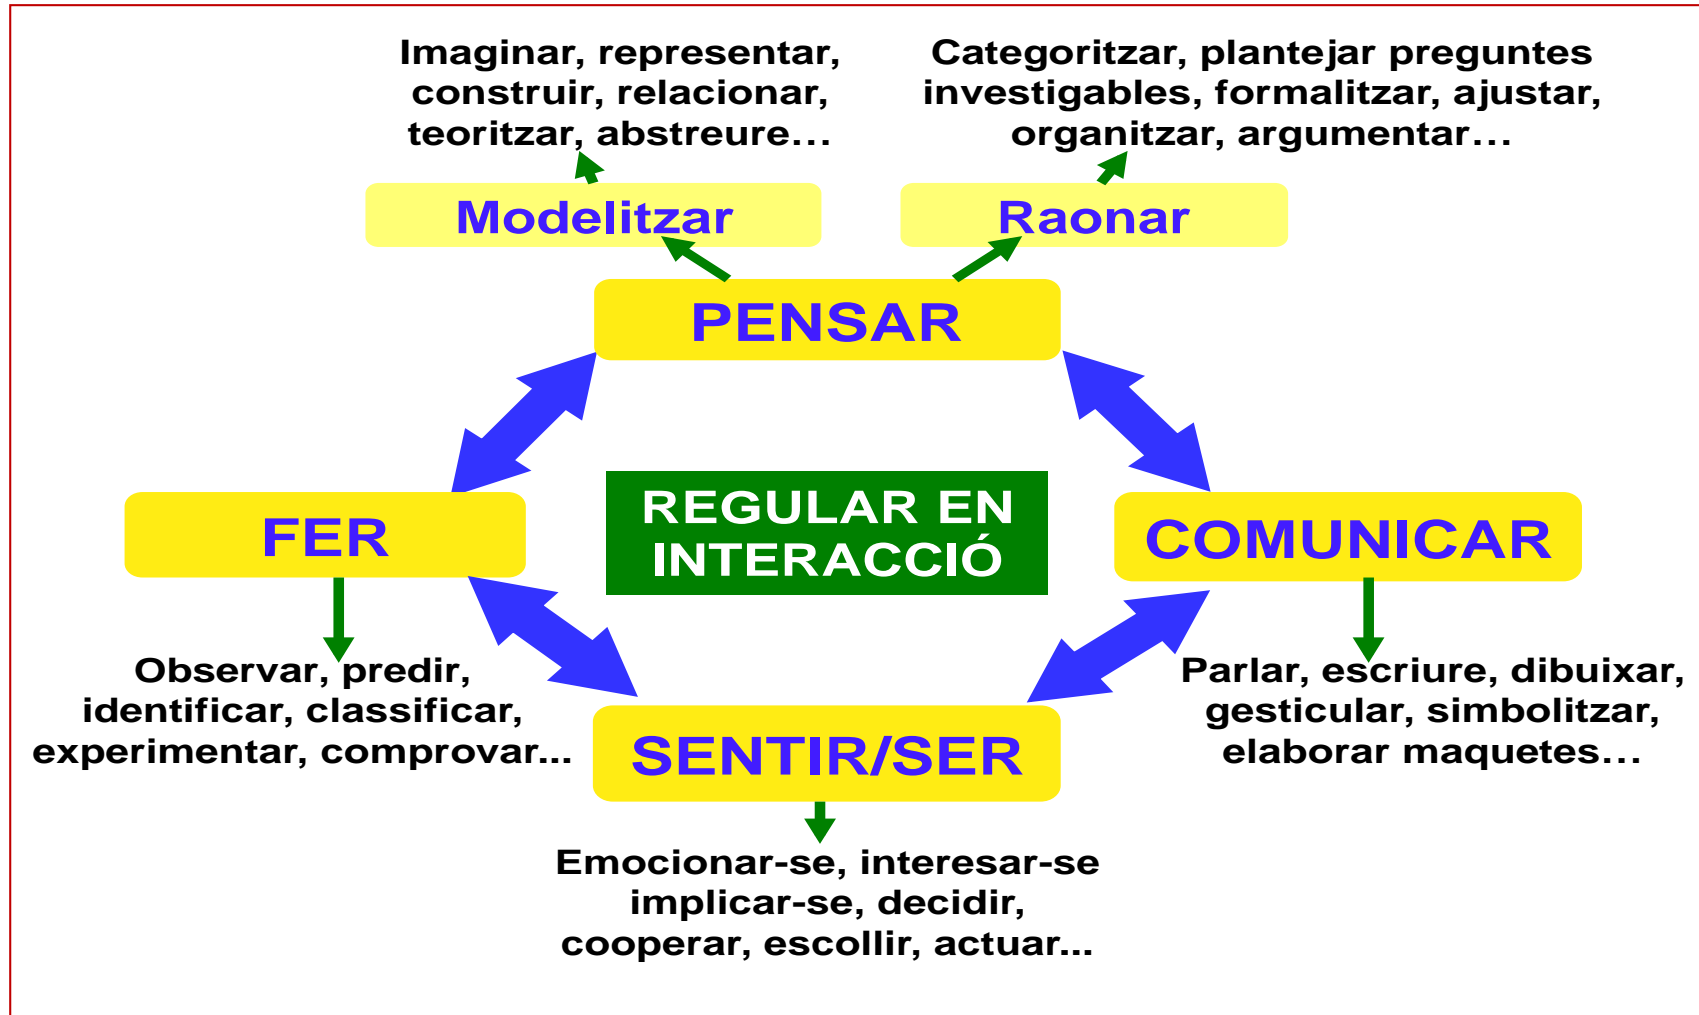 Imaginar, representar,
construir, relacionar,
teoritzar, abstreure…
Categoritzar, plantejar preguntes
investigables, formalitzar, ajustar,
organitzar, argumentar…
Modelitzar
Raonar
PENSAR
REGULAR EN
INTERACCIÓ
FER
COMUNICAR
Observar, predir,
identificar, classificar,
experimentar, comprovar...
Parlar, escriure, dibuixar,
gesticular, simbolitzar,
elaborar maquetes…
SENTIR/SER
Emocionar-se, interesar-se
implicar-se, decidir,
cooperar, escollir, actuar...